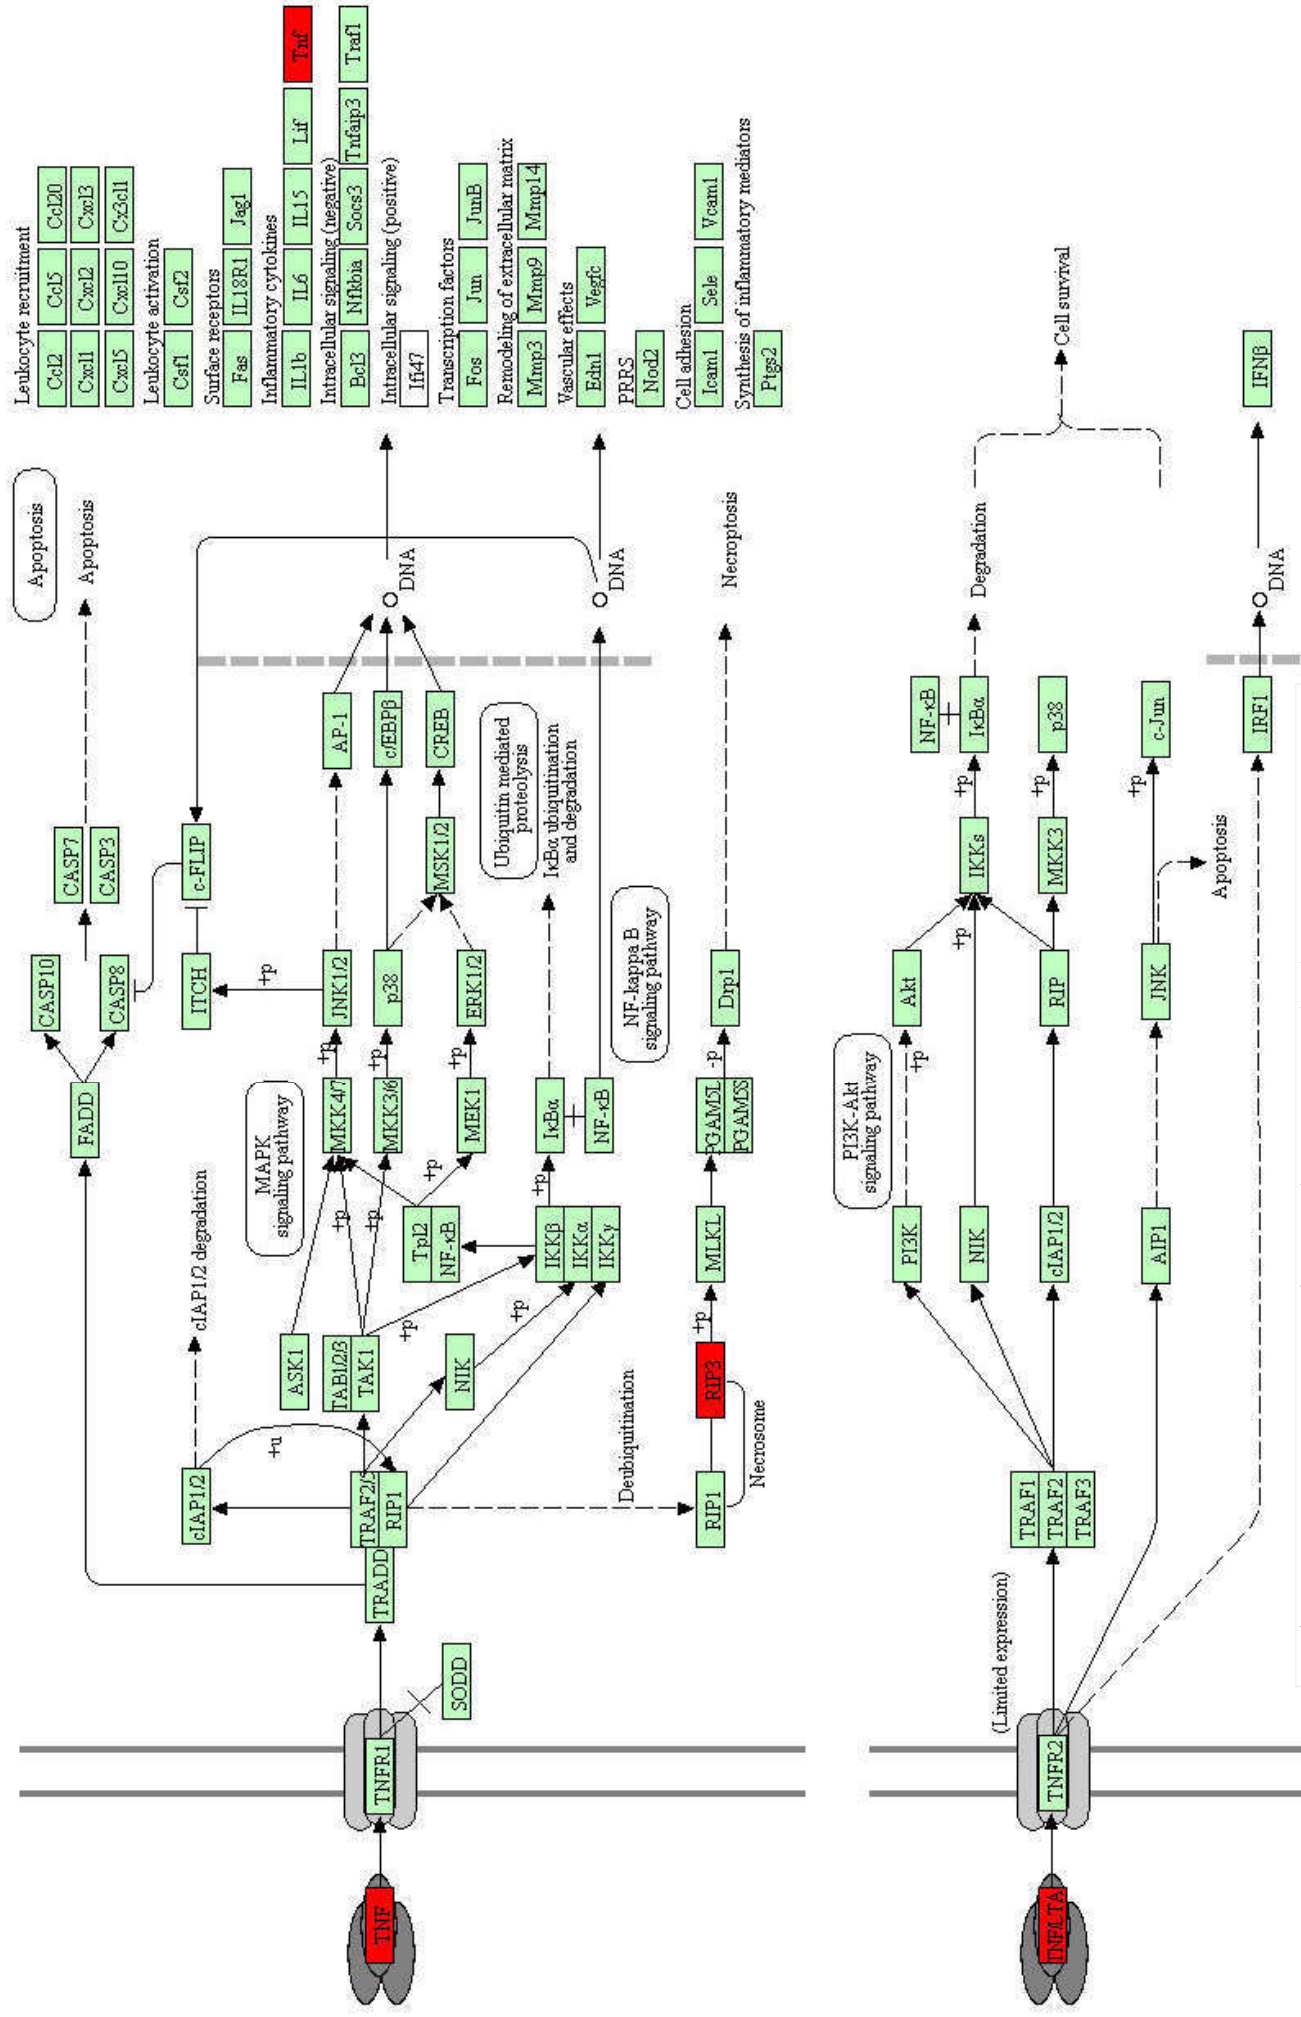 TNF
TNFR1
SODD
TRADD
TRAF2/5
RIP1
cIAP1/2
cIAP1/2 degradation
+u
FADD
CASP10
CASP8
CASP7
CASP3
Apoptosis
Apoptosis
ITCH
c-FLIP
+p
ASK1
TAB1/2/3
TAK1
NIK
MAPK
signaling pathway
+p
+p
+p
+p
Tpl2
NF-κB
IKKβ
IKKα
IKKγ
MKK4/7
MKK3/6
MEK1
+p
+p
+p
+p
JNK1/2
p38
ERK1/2
MSK1/2
AP-1
c/EBPβ
CREB
DNA
+p
IκBα
NF-κB
Ubiquitin mediated
proteolysis
IκBα ubiquitination
and degradation
NF-kappa B
signaling pathway
DNA
Deubiquitination
RIP1
RIP3
Necrosome
+p
MLKL
PGAM5L
PGAM5S
-p
Drp1
Necroptosis
Leukocyte recruitment
Ccl2 Ccl5 Ccl20
Cxcl1 Cxcl2 Cxcl3
Cxcl5 Cxcl10 Cx3cl1
Leukocyte activation
Csf1 Csf2
Surface receptors
Fas IL18R1 Jag1
Inflammatory cytokines
IL1b IL6 IL15 Lif Tnf
Intracellular signaling (negative)
Bcl3 Nfkbia Socs3 Tnfaip3 Traf1
Intracellular signaling (positive)
Ifi47
Transcription factors
Fos Jun JunB
Remodeling of extracellular matrix
Mmp3 Mmp9 Mmp14
Vascular effects
Edn1 Vegfc
PRRS
Nod2
Cell adhesion
Icam1 Sele Vcam1
Synthesis of inflammatory mediators
Ptgs2
TNF/LTA
TNFR2
(Limited expression)
TRAF1
TRAF2
TRAF3
PI3K
NIK
cIAP1/2
AIP1
PI3K-Akt
signaling pathway
+p
Akt
RIP
JNK
+p
IKKs
MKK3
Apoptosis
+p
+p
+p
NF-κB
IκBα
p38
c-Jun
IRF1
Degradation
Cell survival
DNA
IFNβ